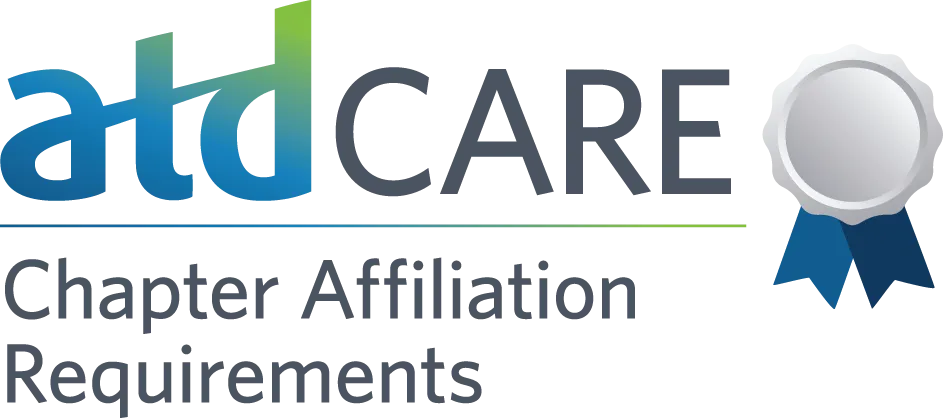 atd CARE
Chapter Affiliation
Requirements